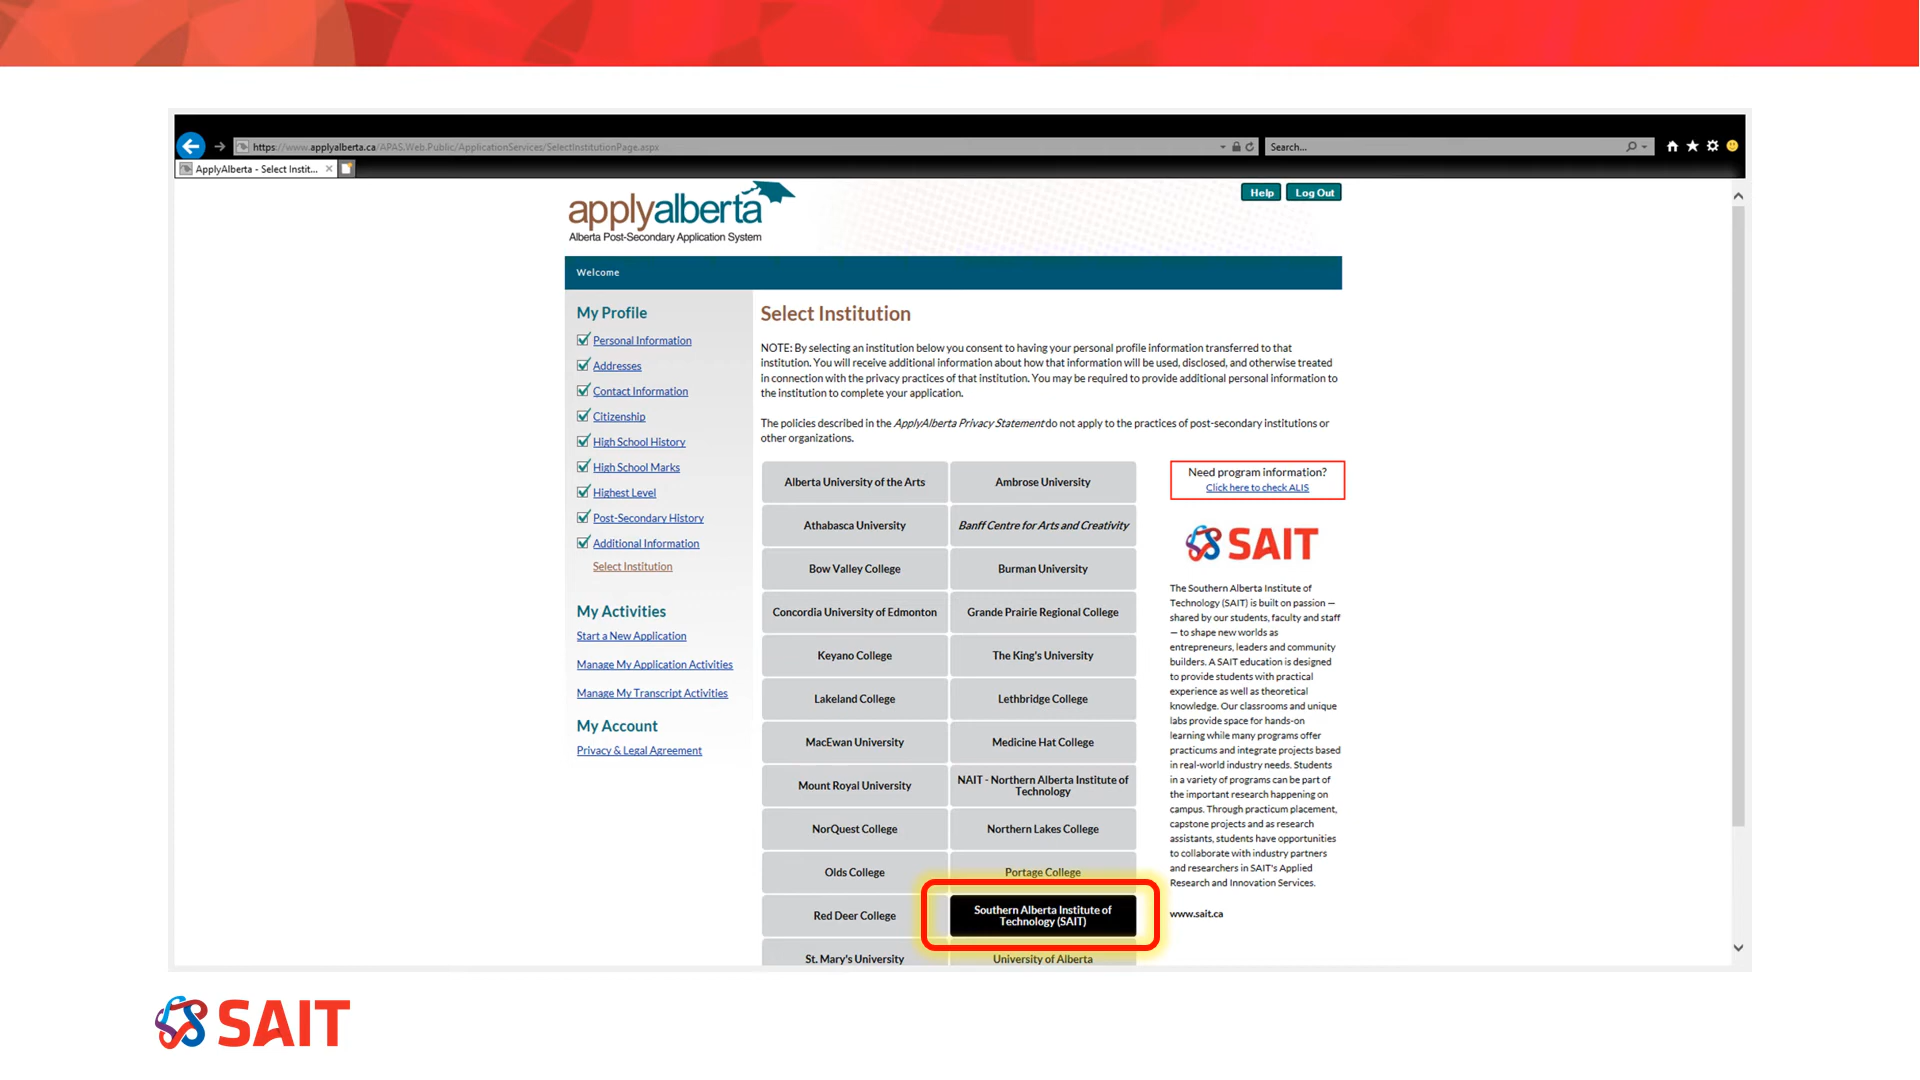 https://www.applyalberta.ca/APAS.Web.Public/ApplicationServices/SelectInstitutionPage.aspx
Search...
ApplyAlberta - Select Instit...
applyalberta
Alberta Post-Secondary Application System
Help
Log Out
Welcome
My Profile
Personal Information
Addresses
Contact Information
Citizenship
High School History
High School Marks
Highest Level
Post-Secondary History
Additional Information
Select Institution
My Activities
Start a New Application
Manage My Application Activities
Manage My Transcript Activities
My Account
Privacy & Legal Agreement
Select Institution
NOTE: By selecting an institution below you consent to having your personal profile information transferred to that
institution. You will receive additional information about how that information will be used, disclosed, and otherwise treated
in connection with the privacy practices of that institution. You may be required to provide additional personal information to
the institution to complete your application.
The policies described in the ApplyAlberta Privacy Statement do not apply to the practices of post-secondary institutions or
other organizations.
Alberta University of the Arts
Ambrose University
Athabasca University
Banff Centre for Arts and Creativity
Bow Valley College
Burman University
Concordia University of Edmonton
Grande Prairie Regional College
Keyano College
The King's University
Lakeland College
Lethbridge College
MacEwan University
Medicine Hat College
Mount Royal University
NAIT - Northern Alberta Institute of
Technology
NorQuest College
Northern Lakes College
Olds College
Portage College
Red Deer College
Southern Alberta Institute of
Technology (SAIT)
St. Mary's University
University of Alberta
Need program information?
Click here to check ALIS
SAIT
The Southern Alberta Institute of
Technology (SAIT) is built on passion —
shared by our students, faculty and staff
— to shape new worlds as
entrepreneurs, leaders and community
builders. A SAIT education is designed
to provide students with practical
experience as well as theoretical
knowledge. Our classrooms and unique
labs provide space for hands-on
learning while many programs offer
practicums and integrate projects based
in real-world industry needs. Students
in a variety of programs can be part of
the important research happening on
campus. Through practicum placement,
capstone projects and as research
assistants, students have opportunities
to collaborate with industry partners
and researchers in SAIT's Applied
Research and Innovation Services.
www.sait.ca
SAIT